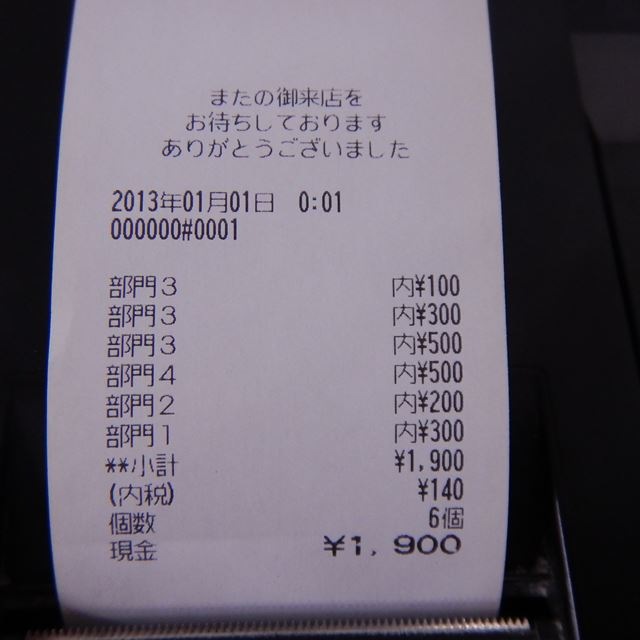 またの御来店を
お待ちしております
ありがとうございました
2013年01月01日 0:01
000000#0001
部門3 内¥100
部門3 内¥300
部門3 内¥500
部門4 内¥500
部門2 内¥200
部門1 内¥300
**小計 ¥1,900
(内税) ¥140
個数 6個
現金 ¥1,900